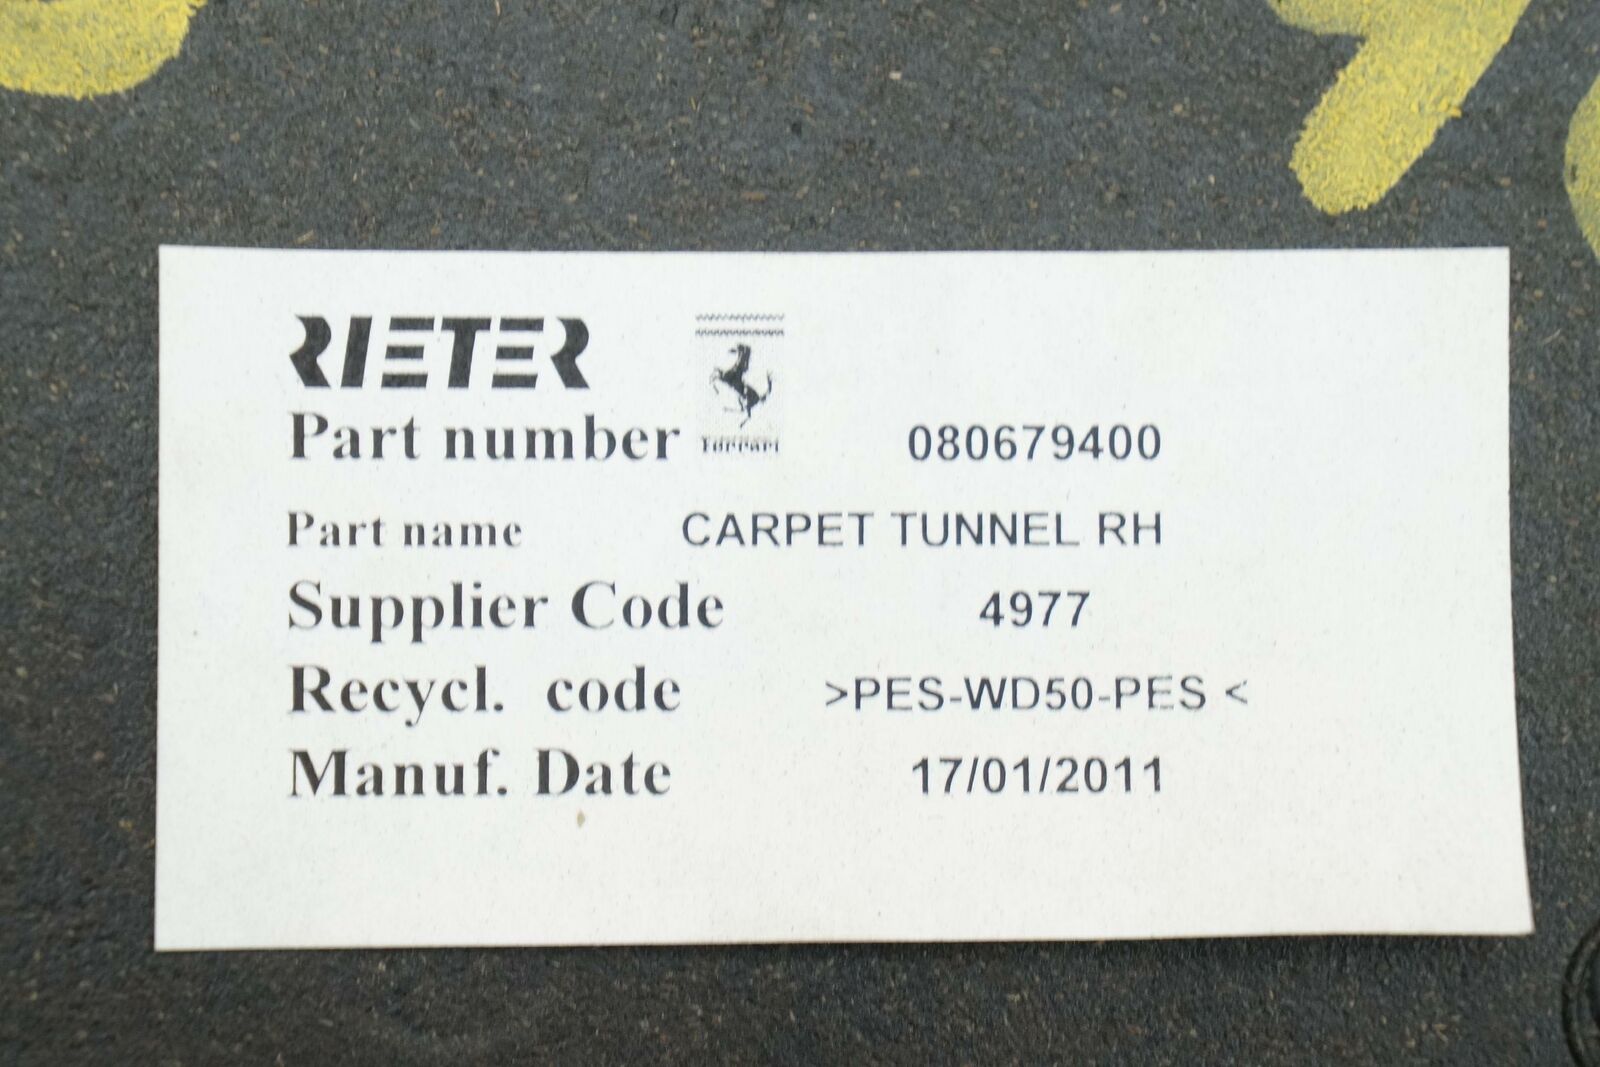 RIETER
Ferrari
Part number 080679400
Part name CARPET TUNNEL RH
Supplier Code 4977
Recycl. code >PES-WD50-PES <
Manuf. Date 17/01/2011